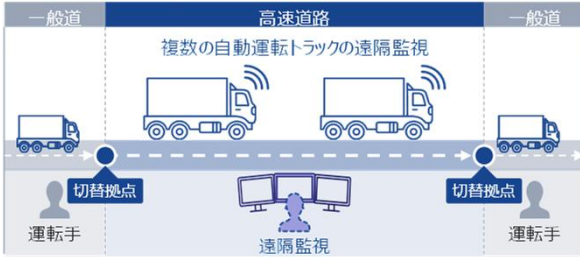 一般道
高速道路
一般道
複数の自動運転トラックの遠隔監視
切替拠点
切替拠点
運転手
遠隔監視
運転手